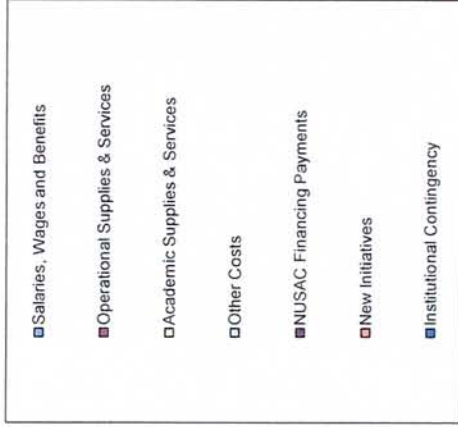 Salaries, Wages and Benefits
Operational Supplies & Services
Academic Supplies & Services
Other Costs
NUSAC Financing Payments
New Initiatives
Institutional Contingency